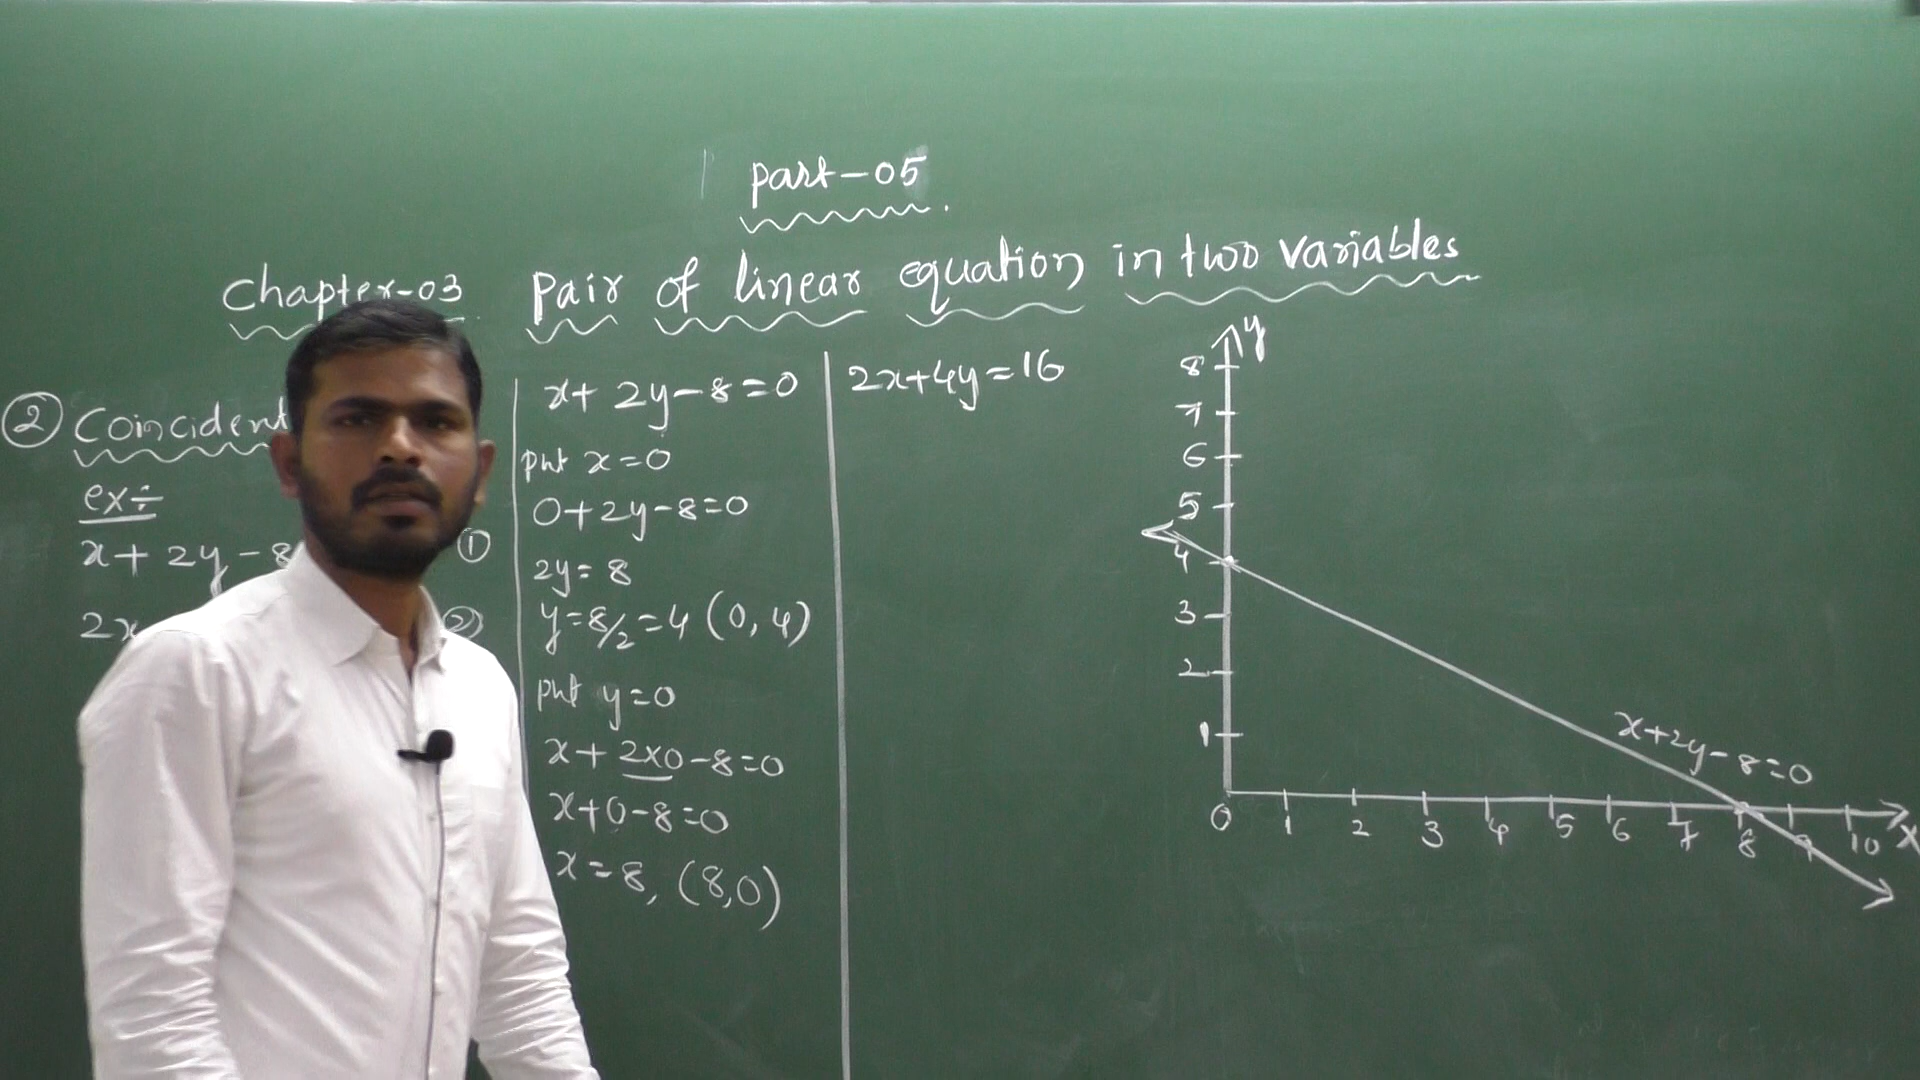 Part-05
Chapter-03 Pair of linear equation in two variables
② Coincident
ex÷
x+2y-8
①
2x
②
x+2y-8=0
put x=0
0+2y-8=0
2y=8
y=8/2=4 (0,4)
put y=0
x+2x0-8=0
x+0-8=0
x=8, (8,0)
2x+4y=16
y
8
7
6
5
4
3
2
1
x+2y-8=0
0 1 2 3 4 5 6 7 8 9 10 x